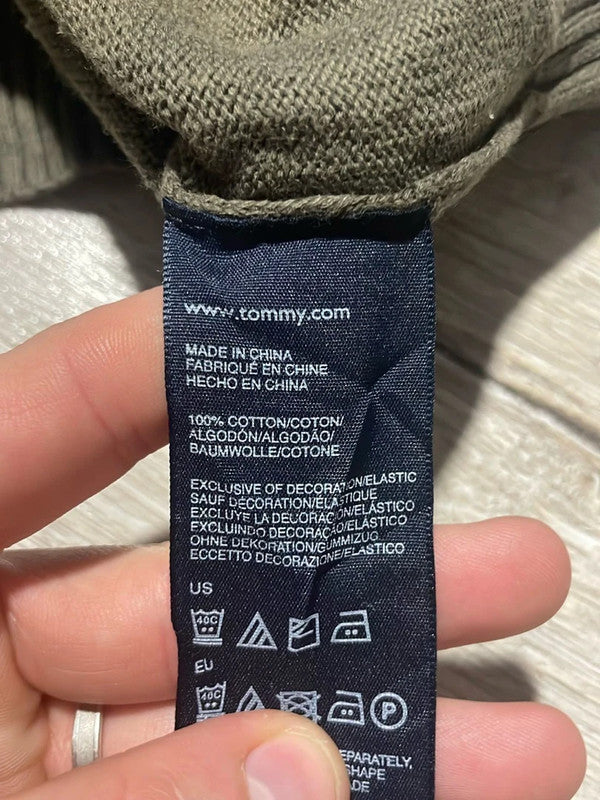 www.tommy.com
MADE IN CHINA
FABRIQUÉ EN CHINE
HECHO EN CHINA
100% COTTON/COTON/
ALGODÓN/ALGODÃO/
BAUMWOLLE/COTONE
EXCLUSIVE OF DECORATION/ELASTIC
SAUF DÉCORATION/ÉLASTIQUE
EXCLUYE LA DECORACIÓN/ELÁSTICO
EXCLUINDO DECORAÇÃO/ELÁSTICO
OHNE DEKORATION/GUMMIZUG
ECCETTO DECORAZIONE/ELASTICO
US
40C
EU
40C P
SHAPE